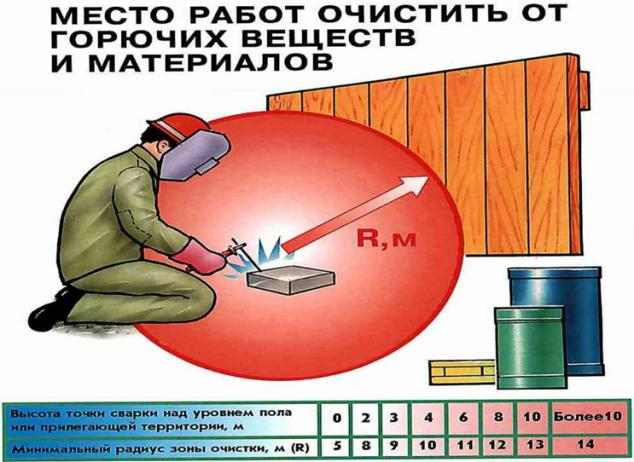 МЕСТО РАБОТ ОЧИСТИТЬ ОТ
ГОРЮЧИХ ВЕЩЕСТВ
И МАТЕРИАЛОВ
R, м
Высота точки сварки над уровнем пола
или прилегающей территории, м
0 2 3 4 6 8 10 Более10
Минимальный радиус зоны очистки, м (R)
5 8 9 10 11 12 13 14